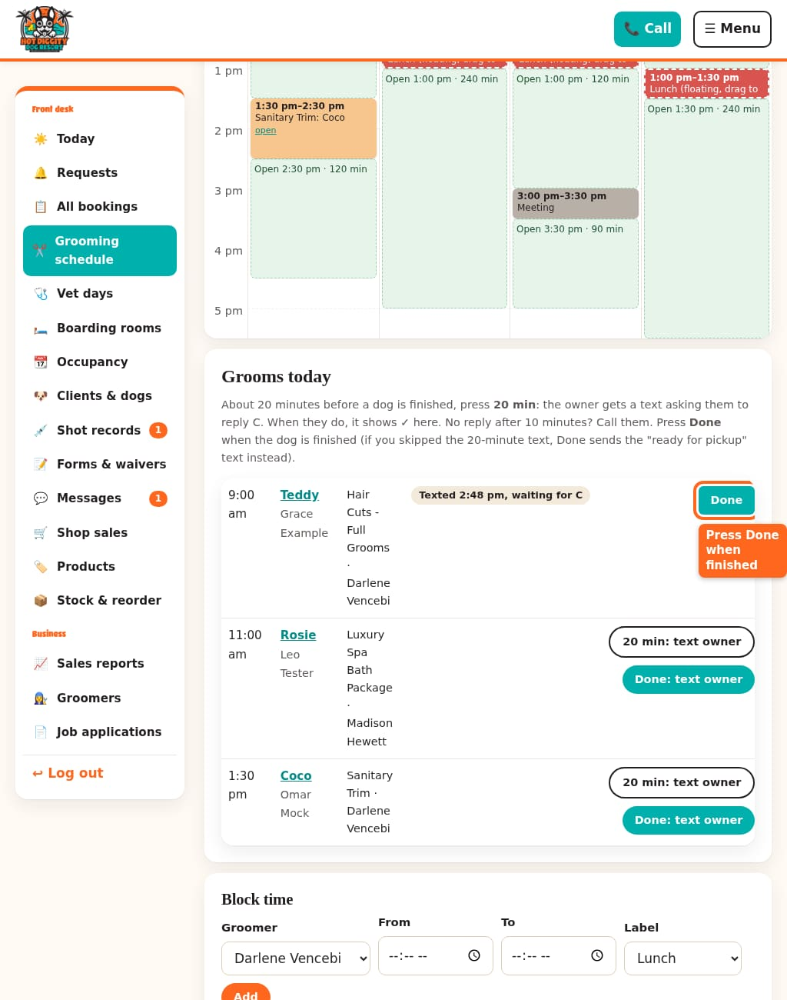 HOT DIGGITY
DOG RESORT
📞 Call
☰ Menu
Front desk
☀️ Today
🔔 Requests
📋 All bookings
✂️ Grooming
schedule
🩺 Vet days
🛏️ Boarding rooms
📆 Occupancy
🐶 Clients & dogs
💉 Shot records 1
📝 Forms & waivers
💬 Messages 1
🛒 Shop sales
🏷️ Products
📦 Stock & reorder
Business
📈 Sales reports
👩‍🔧 Groomers
📄 Job applications
↩ Log out
1 pm
2 pm
3 pm
4 pm
5 pm
1:30 pm–2:30 pm
Sanitary Trim: Coco
open
Open 2:30 pm · 120 min
Lunch (floating, drag to
Open 1:00 pm · 240 min
Lunch (floating, drag to
Open 1:00 pm · 120 min
3:00 pm–3:30 pm
Meeting
Open 3:30 pm · 90 min
1:00 pm–1:30 pm
Lunch (floating, drag to
Open 1:30 pm · 240 min
Grooms today
About 20 minutes before a dog is finished, press 20 min: the owner gets a text asking them to
reply C. When they do, it shows ✓ here. No reply after 10 minutes? Call them. Press Done
when the dog is finished (if you skipped the 20-minute text, Done sends the "ready for pickup"
text instead).
9:00
am
Teddy
Grace
Example
Hair
Cuts -
Full
Grooms
·
Darlene
Vencebi
Texted 2:48 pm, waiting for C
Done
Press Done
when
finished
11:00
am
Rosie
Leo
Tester
Luxury
Spa
Bath
Package
·
Madison
Hewett
20 min: text owner
Done: text owner
1:30
pm
Coco
Omar
Mock
Sanitary
Trim ·
Darlene
Vencebi
20 min: text owner
Done: text owner
Block time
Groomer
Darlene Vencebi
From
--:-- --
To
--:-- --
Label
Lunch
Add